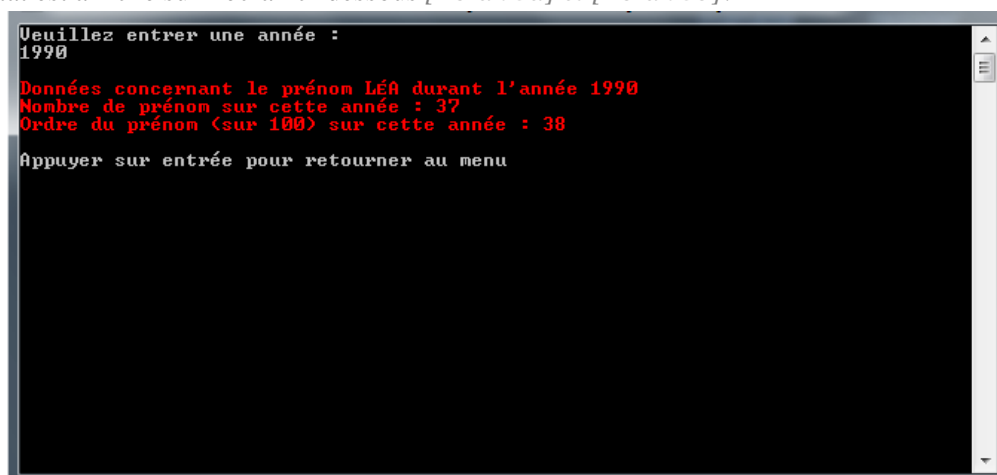 Veuillez entrer une année :
1990
Données concernant le prénom LÉA durant l'année 1990
Nombre de prénom sur cette année : 37
Ordre du prénom (sur 100) sur cette année : 38
Appuyer sur entrée pour retourner au menu